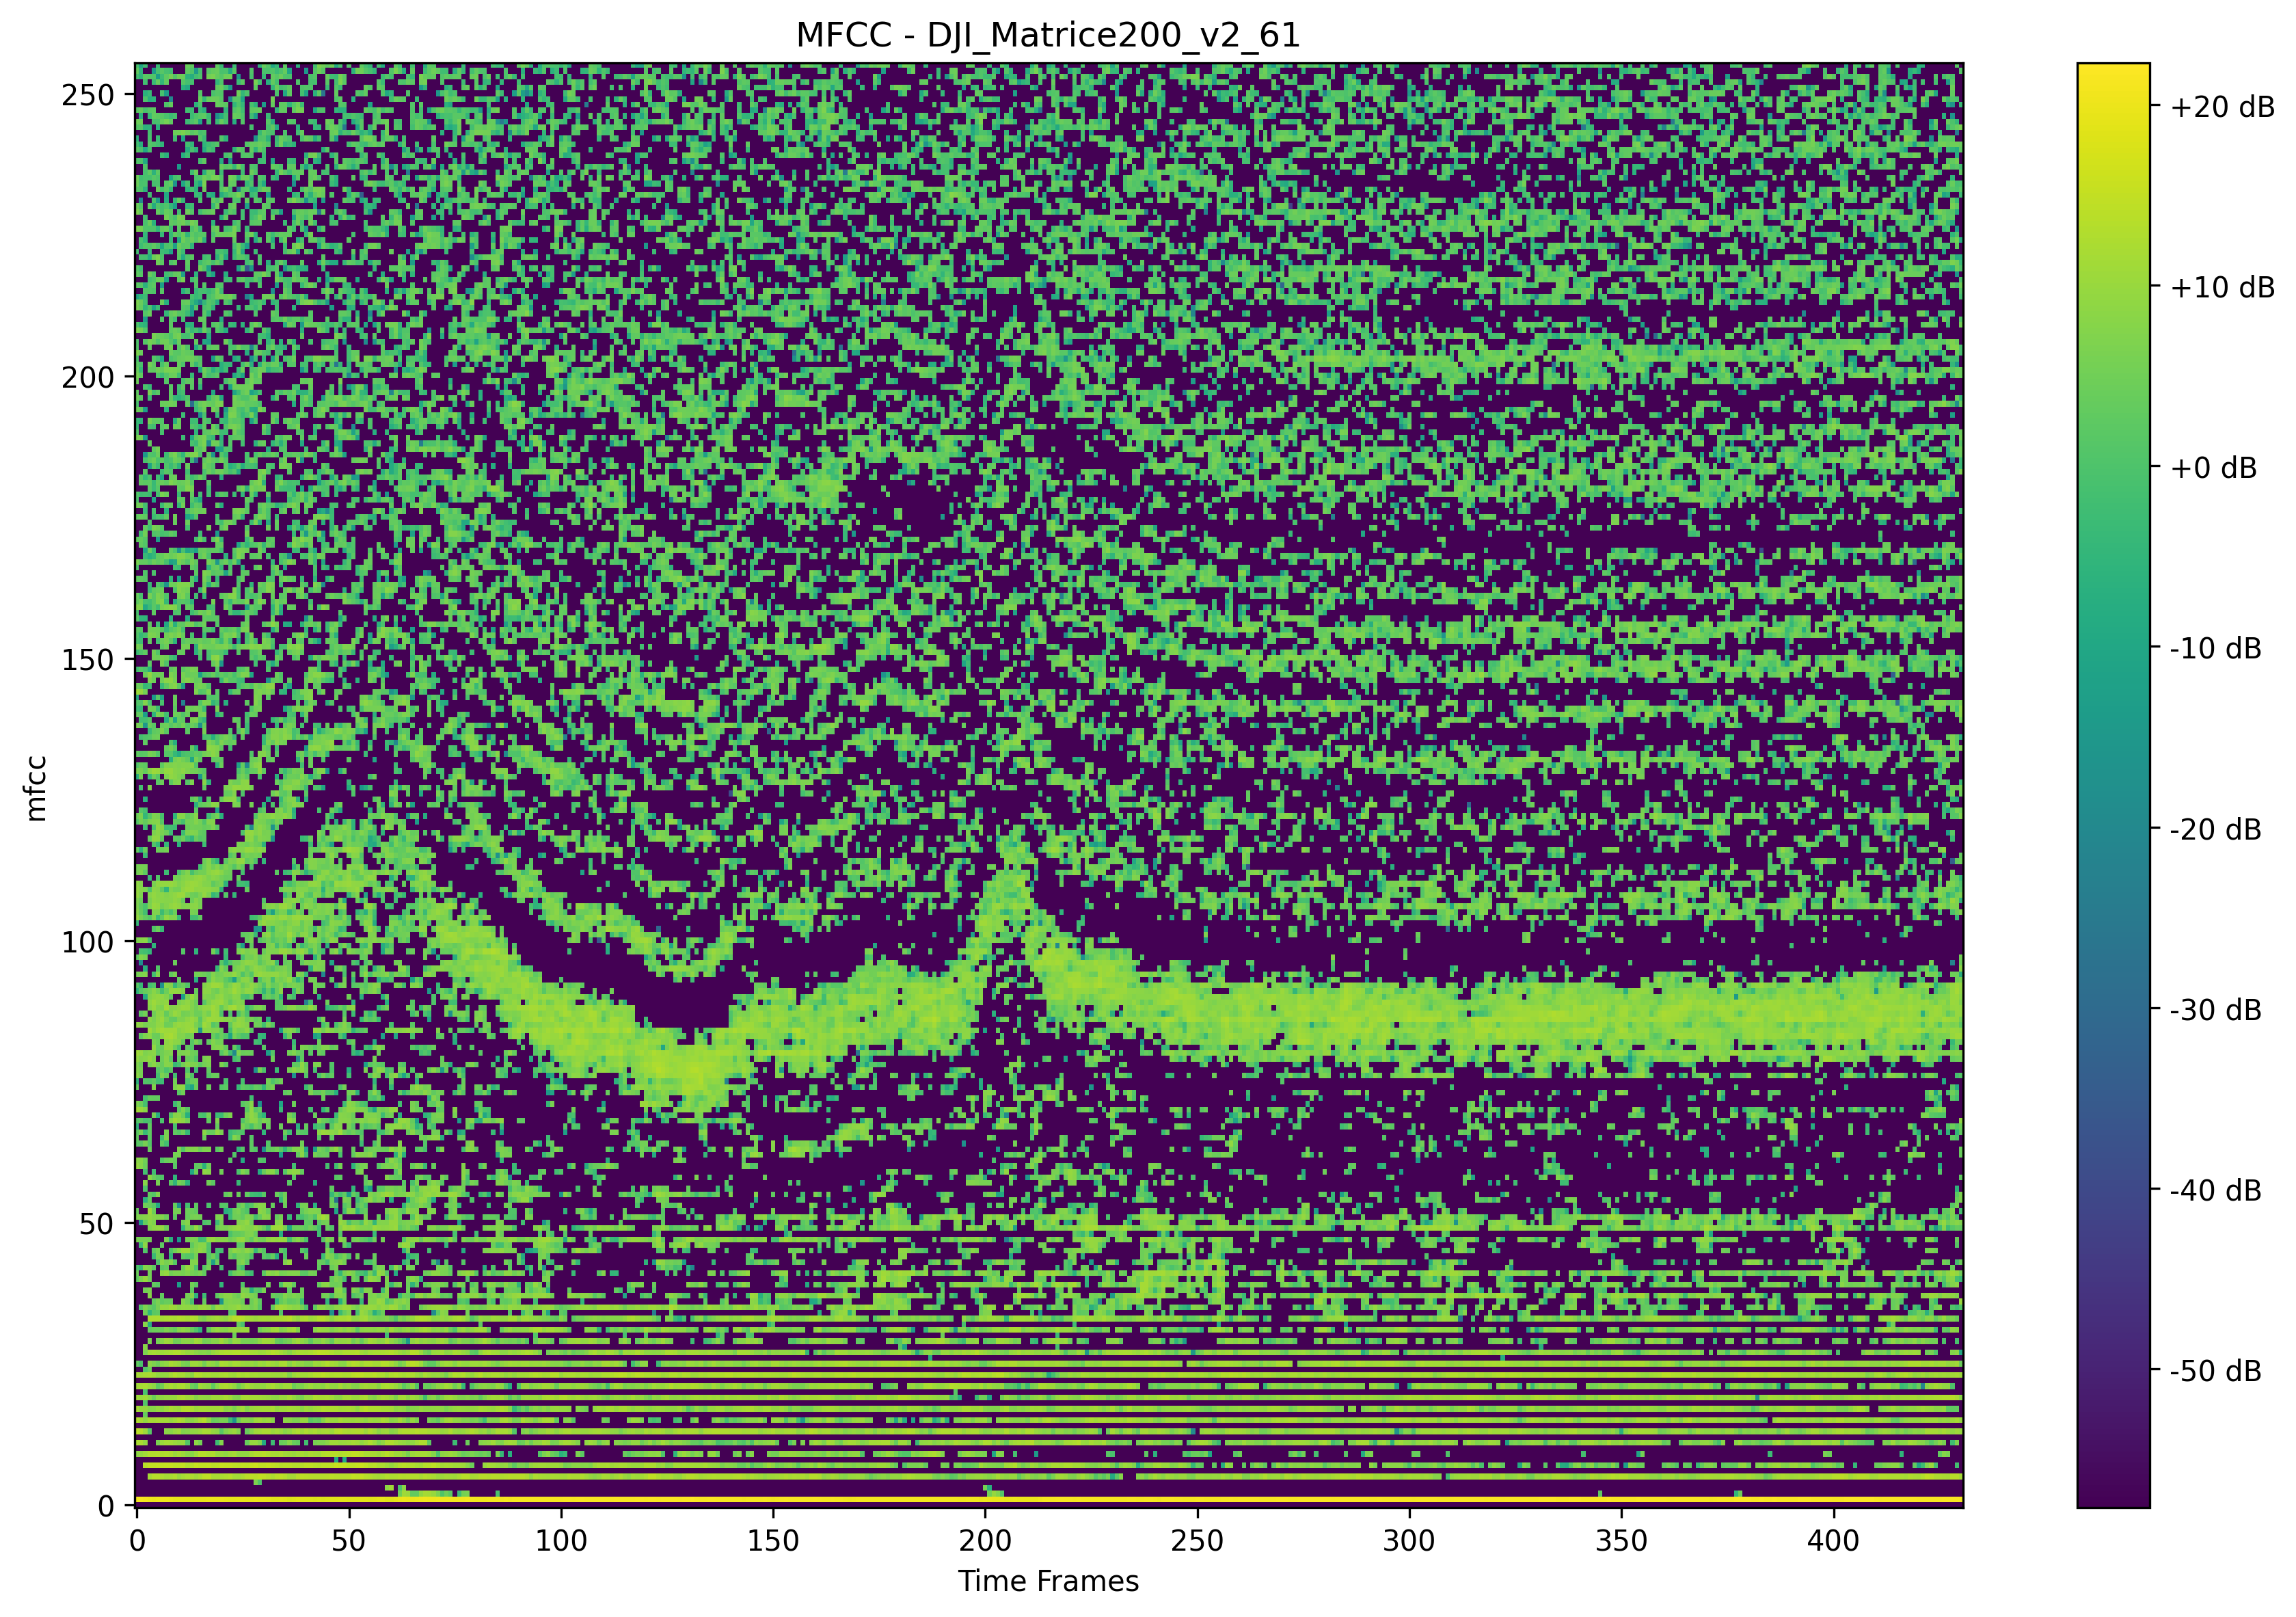 MFCC - DJI_Matrice200_v2_61
mfcc
250
200
150
100
50
0
0 50 100 150 200 250 300 350 400
Time Frames
+20 dB
+10 dB
+0 dB
-10 dB
-20 dB
-30 dB
-40 dB
-50 dB